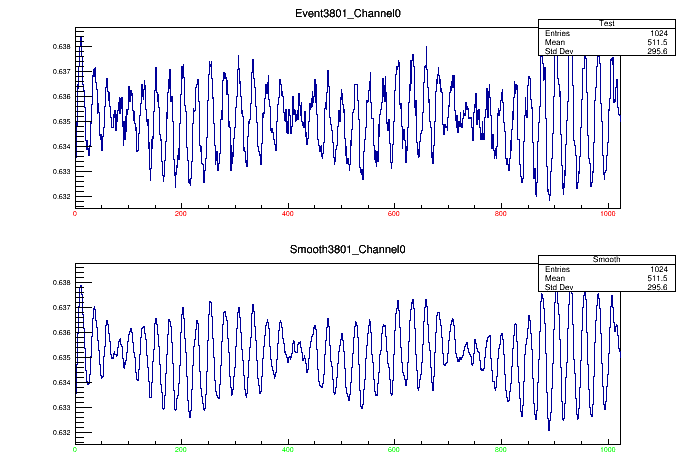 Event3801_Channel0
Test
Entries 1024
Mean 511.5
Std Dev 295.6
0.638
0.637
0.636
0.635
0.634
0.633
0.632
0 200 400 600 800 1000
Smooth3801_Channel0
Smooth
Entries 1024
Mean 511.5
Std Dev 295.6
0.638
0.637
0.636
0.635
0.634
0.633
0.632
0 200 400 600 800 1000